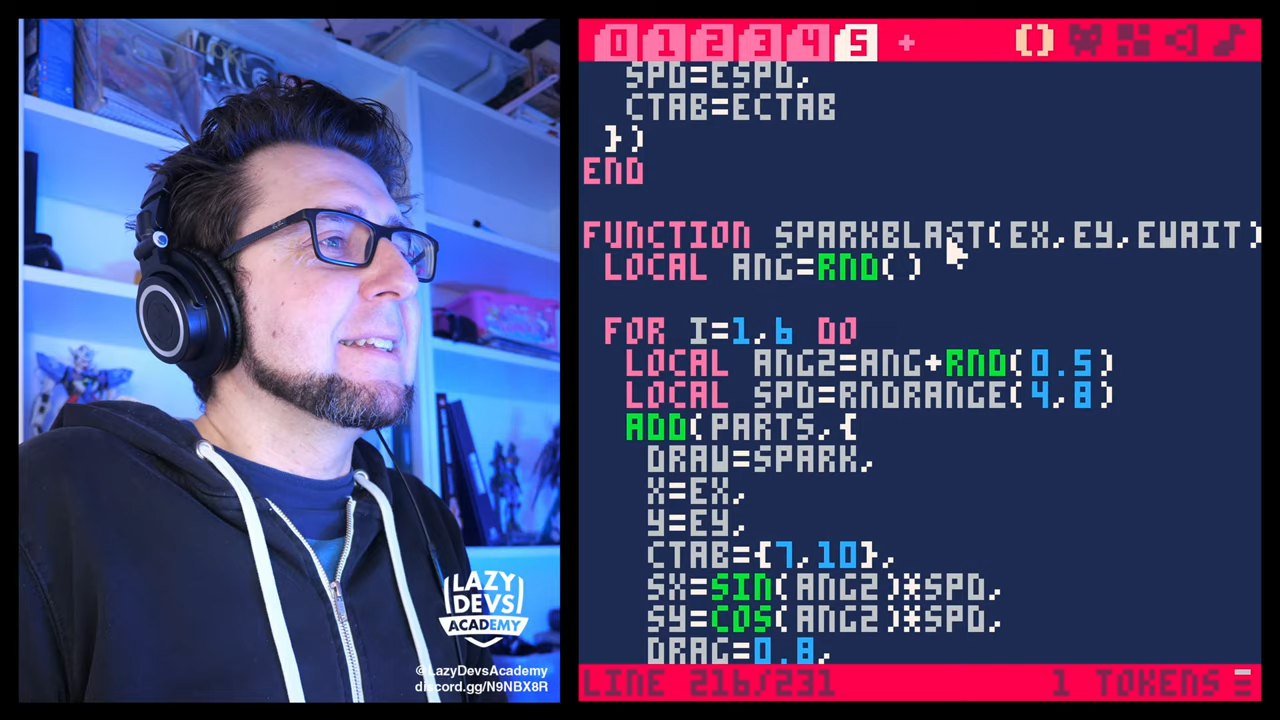 0 1 2 3 4 5 + ()
SPD=ESPD,
CTAB=ECTAB
})
END
FUNCTION SPARKBLAST(EX,EY,EWAIT)
LOCAL ANG=RND()
FOR I=1,6 DO
LOCAL ANG2=ANG+RND(0.5)
LOCAL SPD=RNDRANGE(4,8)
ADD(PARTS,{
DRAW=SPARK,
X=EX,
Y=EY,
CTAB={7,10},
SX=SIN(ANG2)*SPD,
SY=COS(ANG2)*SPD,
DRAG=0.8,
LINE 216/231 1 TOKENS
LAZY
DEVS
ACADEMY
@LazyDevsAcademy
discord.gg/N9NBX8R